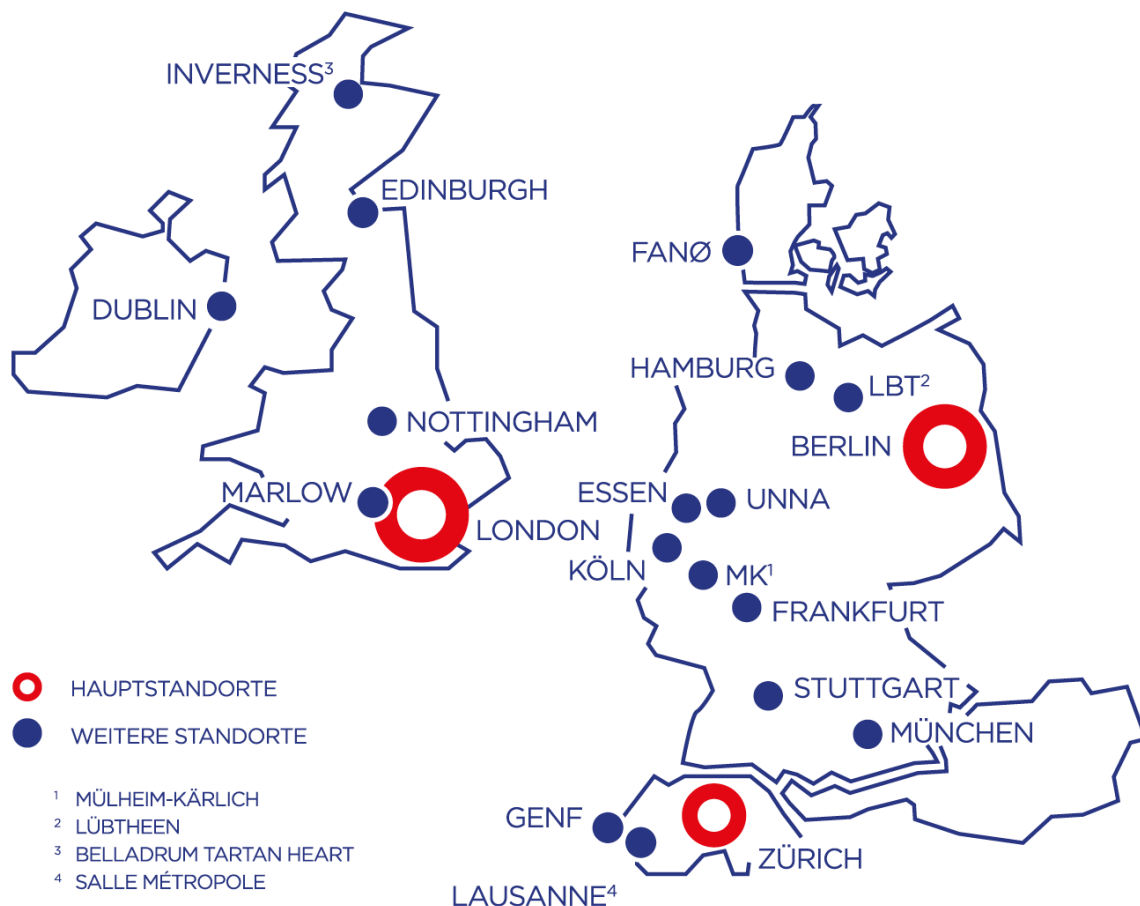 INVERNESS³
EDINBURGH
FANØ
DUBLIN
HAMBURG
LBT²
NOTTINGHAM
BERLIN
MARLOW
ESSEN
UNNA
LONDON
KÖLN
MK¹
FRANKFURT
HAUPTSTANDORTE
STUTTGART
WEITERE STANDORTE
MÜNCHEN
¹ MÜLHEIM-KÄRLICH
² LÜBTHEEN
³ BELLADRUM TARTAN HEART
⁴ SALLE MÉTROPOLE
GENF
ZÜRICH
LAUSANNE⁴